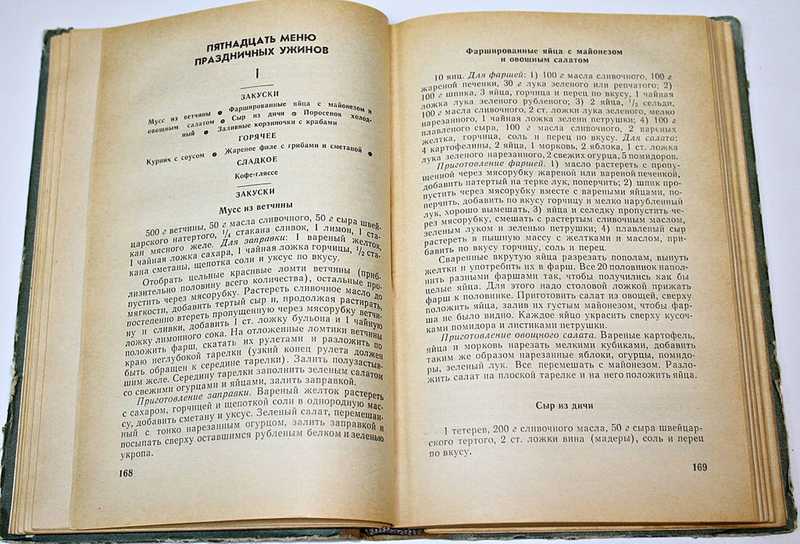 ПЯТНАДЦАТЬ МЕНЮ
ПРАЗДНИЧНЫХ УЖИНОВ
I
ЗАКУСКИ
Мусс из ветчины ● Фаршированные яйца с майонезом и
овощным салатом ● Сыр из дичи ● Поросенок холод-
ный ● Заливные корзиночки с крабами
ГОРЯЧЕЕ
Курник с соусом ● Жареное филе с грибами и сметаной ●
СЛАДКОЕ
Кофе-гляссе
ЗАКУСКИ
Мусс из ветчины
500 г ветчины, 50 г масла сливочного, 50 г сыра швей-
царского натертого, 1/4 стакана сливок, 1 лимон, 1 ста-
кан мясного желе. Для заправки: 1 вареный желток,
1 чайная ложка сахара, 1 чайная ложка горчицы, 1/2 ста-
кана сметаны, щепотка соли и уксус по вкусу.
Отобрать цельные красивые ломти ветчины (приб-
лизительно половину всего количества), остальные про-
пустить через мясорубку. Растереть сливочное масло до
мягкости, добавить тертый сыр и, продолжая растирать,
постепенно втереть пропущенную через мясорубку ветчи-
ну и сливки, добавить 1 ст. ложку бульона и 1 чайную
ложку лимонного сока. На отложенные ломтики ветчины
положить фарш, скатать их рулетами и разложить по
краю неглубокой тарелки (узкий конец рулета должен
быть обращен к середине тарелки). Залить полузастыв-
шим желе. Середину тарелки заполнить зеленым салатом
со свежими огурцами и яйцами, залить заправкой.
Приготовление заправки. Вареный желток растереть
с сахаром, горчицей и щепоткой соли в однородную мас-
су, добавить сметану и уксус. Зеленый салат, перемешан-
ный с тонко нарезанным огурцом, залить заправкой и
посыпать сверху оставшимся рубленым белком и зеленью
укропа.
168
Фаршированные яйца с майонезом
и овощным салатом
10 яиц. Для фаршей: 1) 100 г масла сливочного, 100 г
жареной печенки, 30 г лука зеленого или репчатого; 2)
100 г шпика, 3 яйца, горчица и перец по вкусу, 1 чайная
ложка лука зеленого рубленого; 3) 2 яйца, 1/2 сельди,
100 г масла сливочного, 2 ст. ложки лука зеленого, мелко
нарезанного, 1 чайная ложка зелени петрушки; 4) 100 г
плавленого сыра, 100 г масла сливочного, 2 вареных
желтка, горчица, соль и перец по вкусу. Для салата:
4 картофелины, 2 яйца, 1 морковь, 2 яблока, 1 ст. ложка
лука зеленого нарезанного, 2 свежих огурца, 5 помидоров.
Приготовление фаршей. 1) масло растереть с пропу-
щенной через мясорубку жареной или вареной печенкой,
добавить натертый на терке лук, поперчить; 2) шпик про-
пустить через мясорубку вместе с вареными яйцами, по-
перчить, добавить по вкусу горчицу и мелко нарубленный
лук, хорошо вымешать, 3) яйца и селедку пропустить че-
рез мясорубку, смешать с растертым сливочным маслом,
зеленым луком и зеленью петрушки; 4) плавленый сыр
растереть в пышную массу с желтками и маслом, при-
бавить по вкусу горчицу, соль и перец.
Сваренные вкрутую яйца разрезать пополам, вынуть
желтки и употребить их в фарш. Все 20 половинок напол-
нить разными фаршами так, чтобы получились как бы
целые яйца. Для этого надо столовой ложкой прижать
фарш к половинке. Приготовить салат из овощей, сверху
положить яйца, залив их густым майонезом, чтобы фар-
ша не было видно. Каждое яйцо украсить сверху кусоч-
ками помидора и листиками петрушки.
Приготовление овощного салата. Вареные картофель,
яйца и морковь нарезать мелкими кубиками, добавить
таким же образом нарезанные яблоки, огурцы, помидо-
ры, зеленый лук. Все перемешать с майонезом. Разло-
жить салат на плоской тарелке и на него положить яйца.
Сыр из дичи
1 тетерев, 200 г сливочного масла, 50 г сыра швейцар-
ского тертого, 2 ст. ложки вина (мадеры), соль и перец
по вкусу.
169